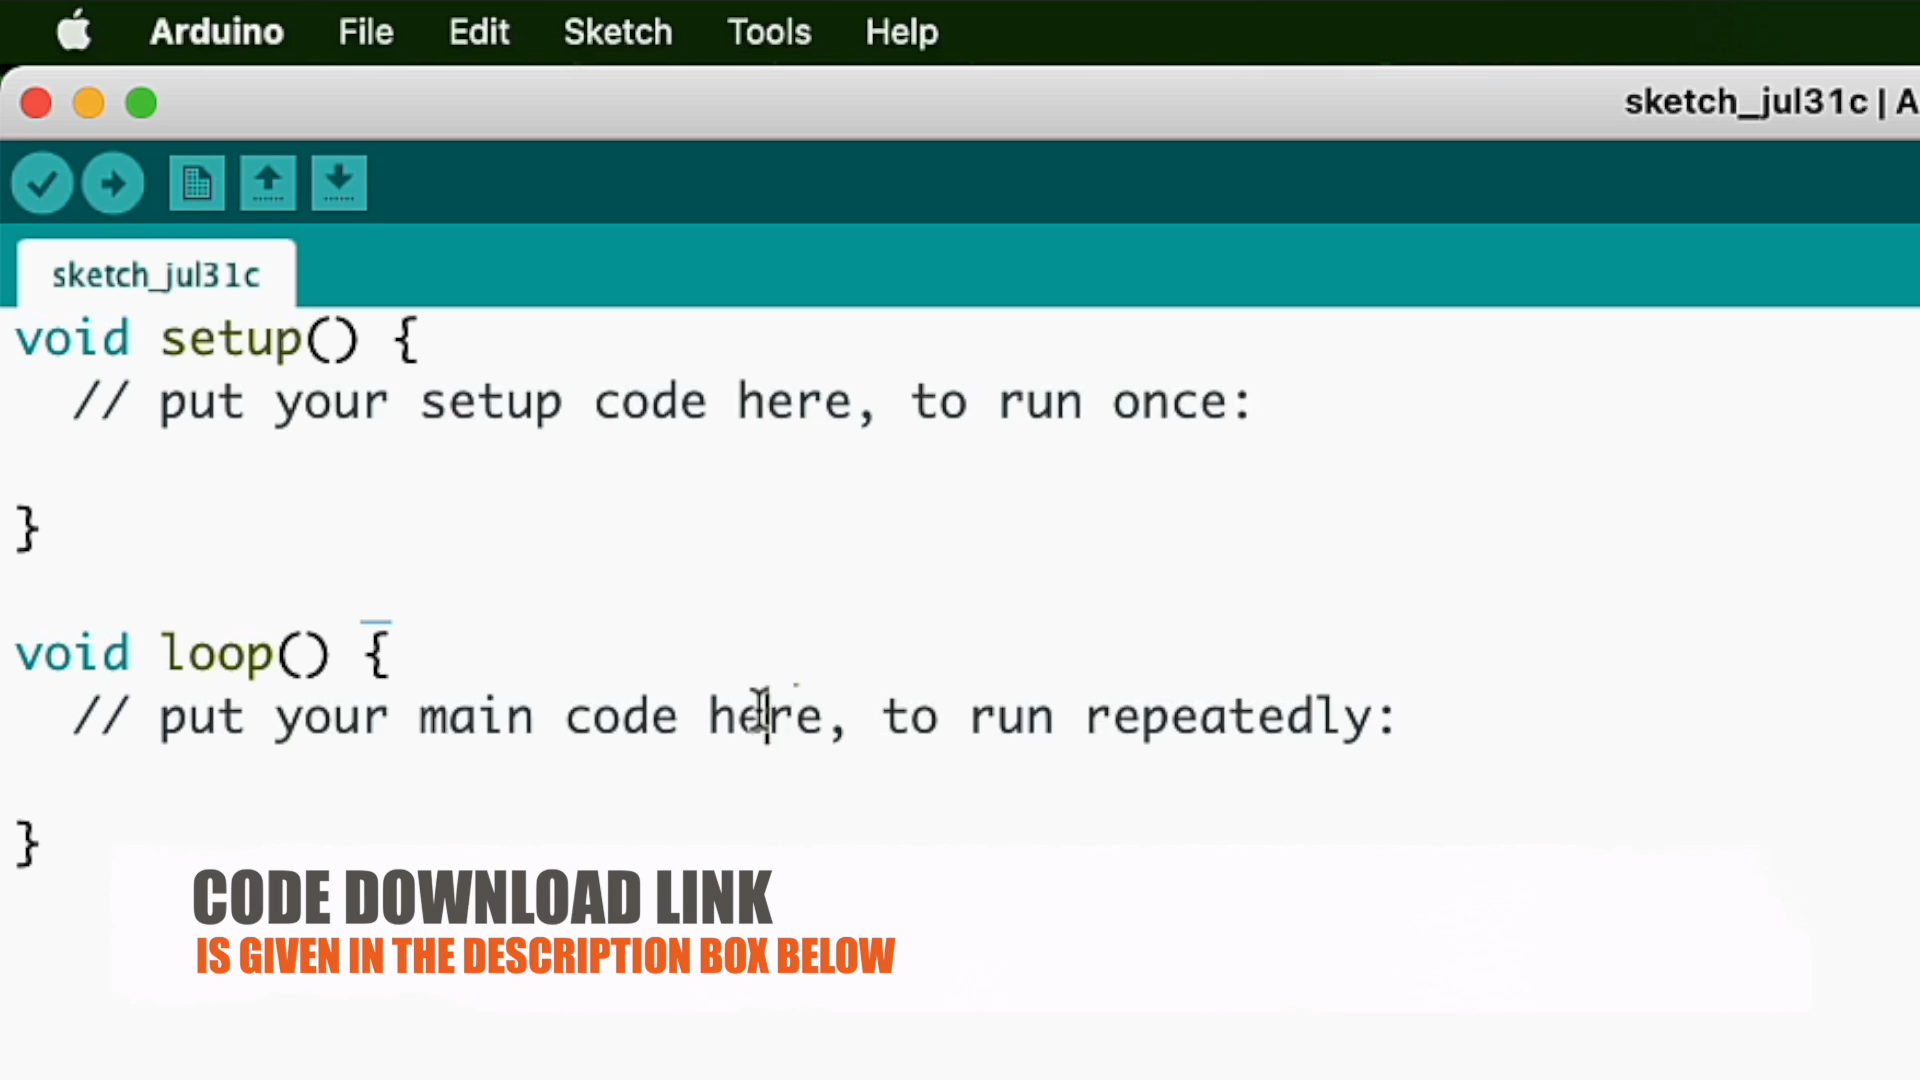 Arduino File Edit Sketch Tools Help
sketch_jul31c | A
sketch_jul31c
void setup() {
// put your setup code here, to run once:
}
void loop() {
// put your main code here, to run repeatedly:
}
CODE DOWNLOAD LINK
IS GIVEN IN THE DESCRIPTION BOX BELOW